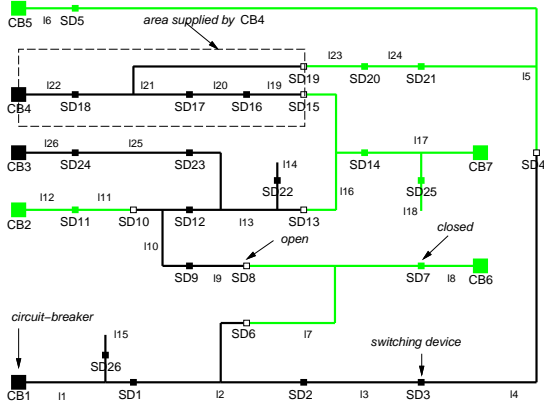 area supplied by CB4
CB5 l6 SD5
l23 l24
l5
SD19 SD20 SD21
l22 l21 l20 l19
CB4 SD18 SD17 SD16 SD15
l26 l25 l17
CB3 SD24 SD23 l14 SD14 CB7 SD4
SD22 SD25
l12 l11 l16
l18
CB2 SD11 SD10 SD12 l13 SD13
l10 open closed
SD9 l9 SD8 SD7 l8 CB6
circuit–breaker
SD6 l7
l15 switching device
SD26
CB1 l1 SD1 l2 SD2 l3 SD3 l4